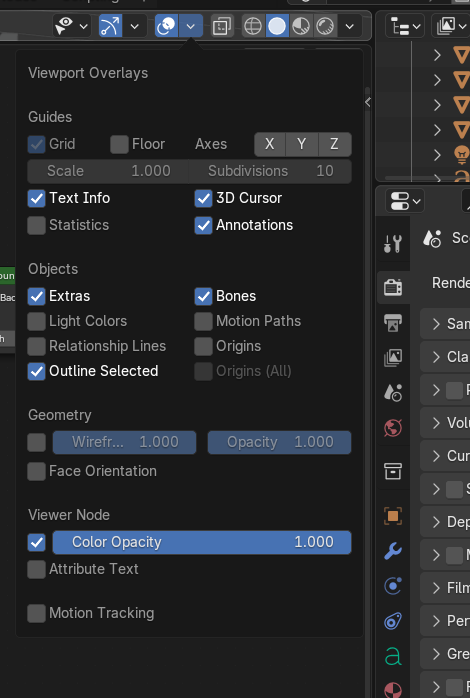 Viewport Overlays
Guides
Grid Floor Axes X Y Z
Scale 1.000 Subdivisions 10
Text Info 3D Cursor
Statistics Annotations
Objects
Extras Bones
Light Colors Motion Paths
Relationship Lines Origins
Outline Selected Origins (All)
Geometry
Wirefr... 1.000 Opacity 1.000
Face Orientation
Viewer Node
Color Opacity 1.000
Attribute Text
Motion Tracking
oun
Bac
h
Sc
Rende
Sam
Cla
Volu
Cur
S
Dep
M
Film
Per
Gre